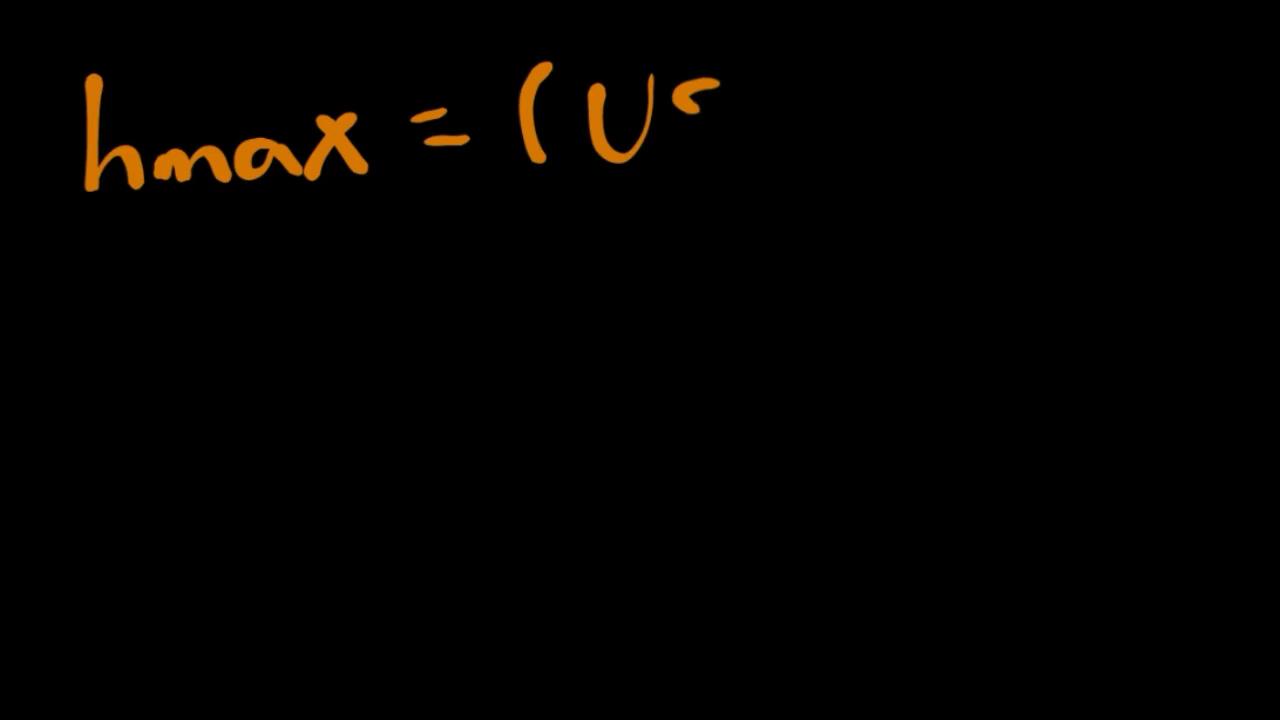 hmax = (U